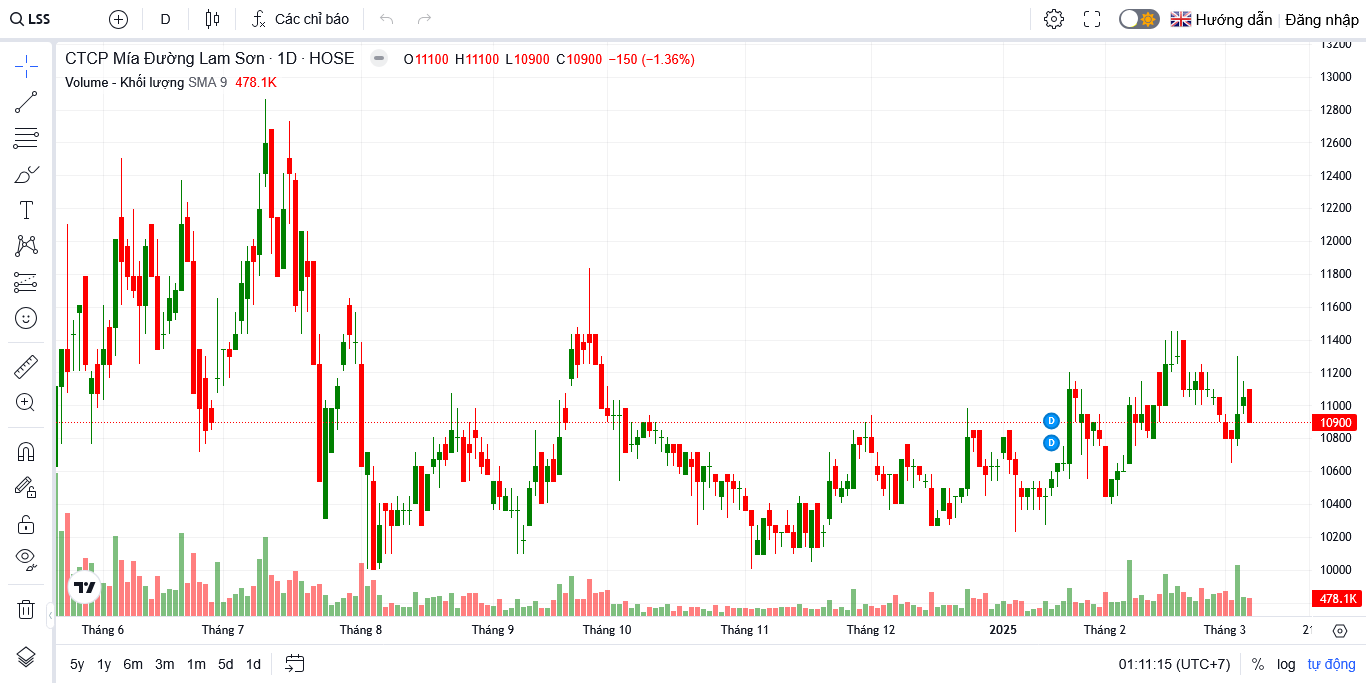 LSS D Các chỉ báo Hướng dẫn Đăng nhập
CTCP Mía Đường Lam Sơn · 1D · HOSE O11100 H11100 L10900 C10900 −150 (−1.36%)
Volume - Khối lượng SMA 9 478.1K
13200
13000
12800
12600
12400
12200
12000
11800
11600
11400
11200
11000
10900
D
10800
D
10600
10400
10200
10000
478.1K
Tháng 6 Tháng 7 Tháng 8 Tháng 9 Tháng 10 Tháng 11 Tháng 12 2025 Tháng 2 Tháng 3
5y 1y 6m 3m 1m 5d 1d 01:11:15 (UTC+7) % log tự động